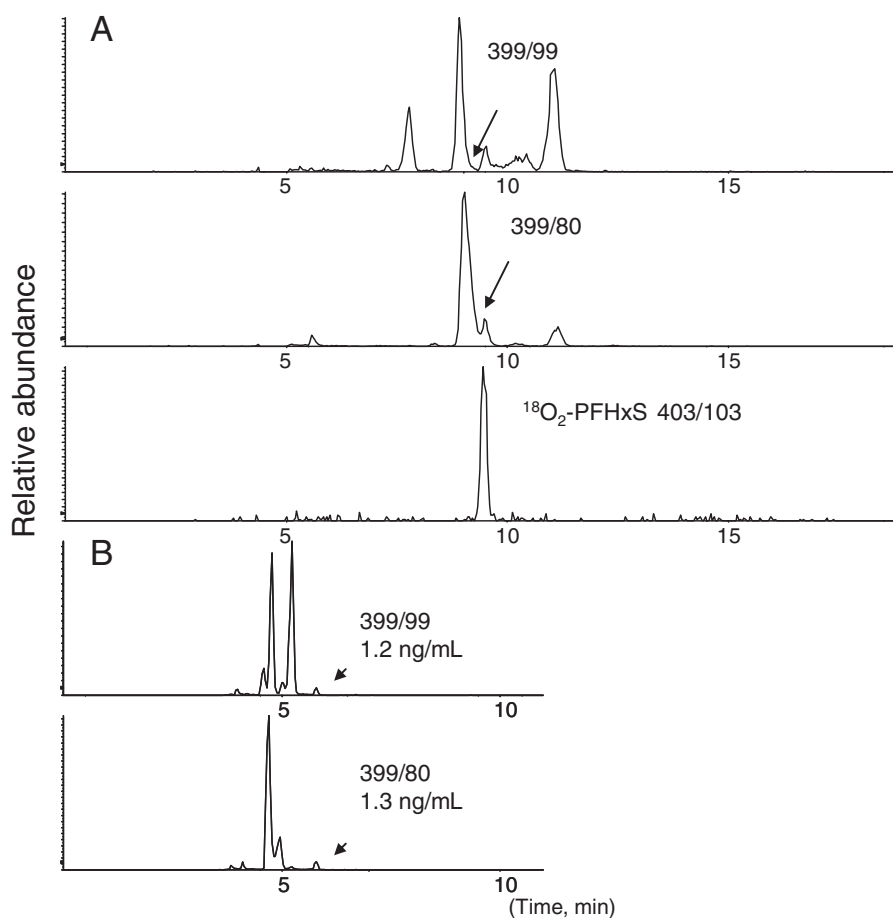 A
399/99
5 10 15
399/80
5 10 15
¹⁸O₂-PFHxS 403/103
5 10 15
Relative abundance
B
399/99
1.2 ng/mL
5 10
399/80
1.3 ng/mL
5 10
(Time, min)